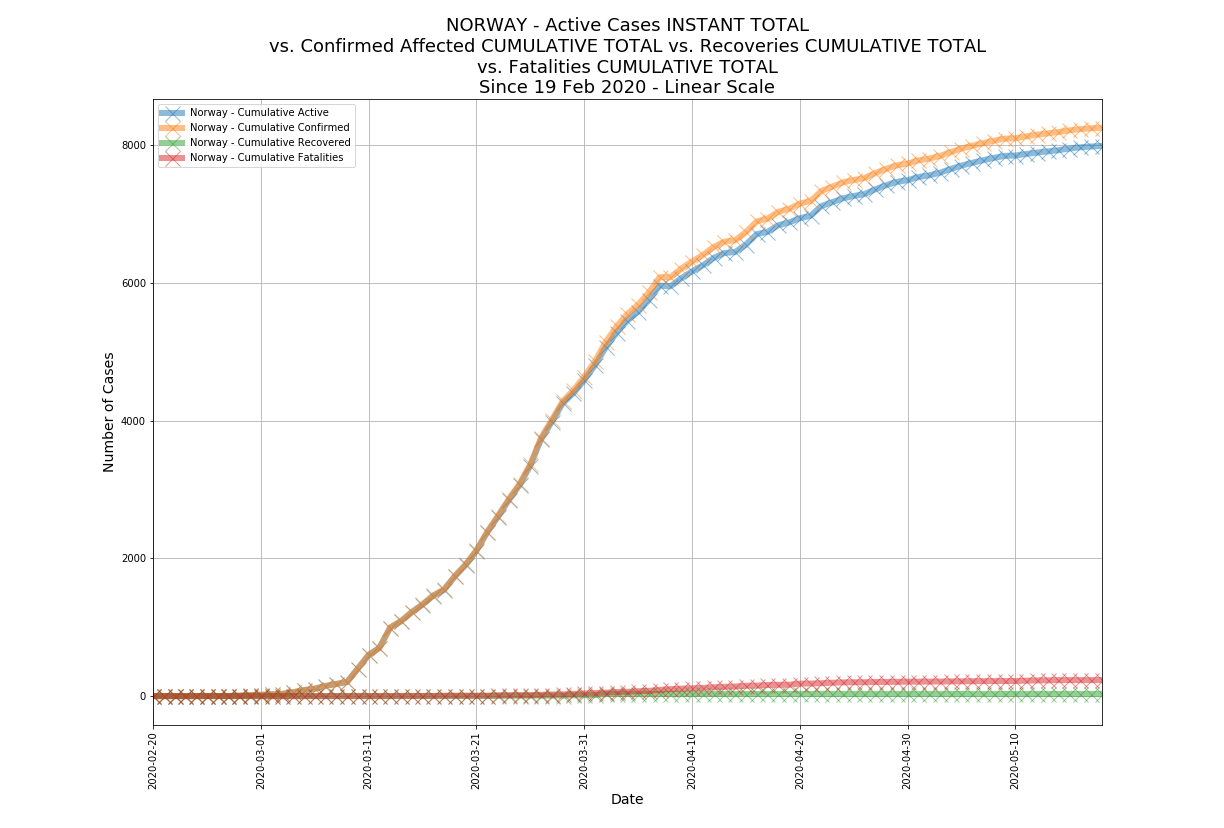 NORWAY - Active Cases INSTANT TOTAL
vs. Confirmed Affected CUMULATIVE TOTAL vs. Recoveries CUMULATIVE TOTAL
vs. Fatalities CUMULATIVE TOTAL
Since 19 Feb 2020 - Linear Scale
Norway - Cumulative Active
Norway - Cumulative Confirmed
Norway - Cumulative Recovered
Norway - Cumulative Fatalities
Number of Cases
8000
6000
4000
2000
0
2020-02-20
2020-03-01
2020-03-11
2020-03-21
2020-03-31
2020-04-10
2020-04-20
2020-04-30
2020-05-10
Date